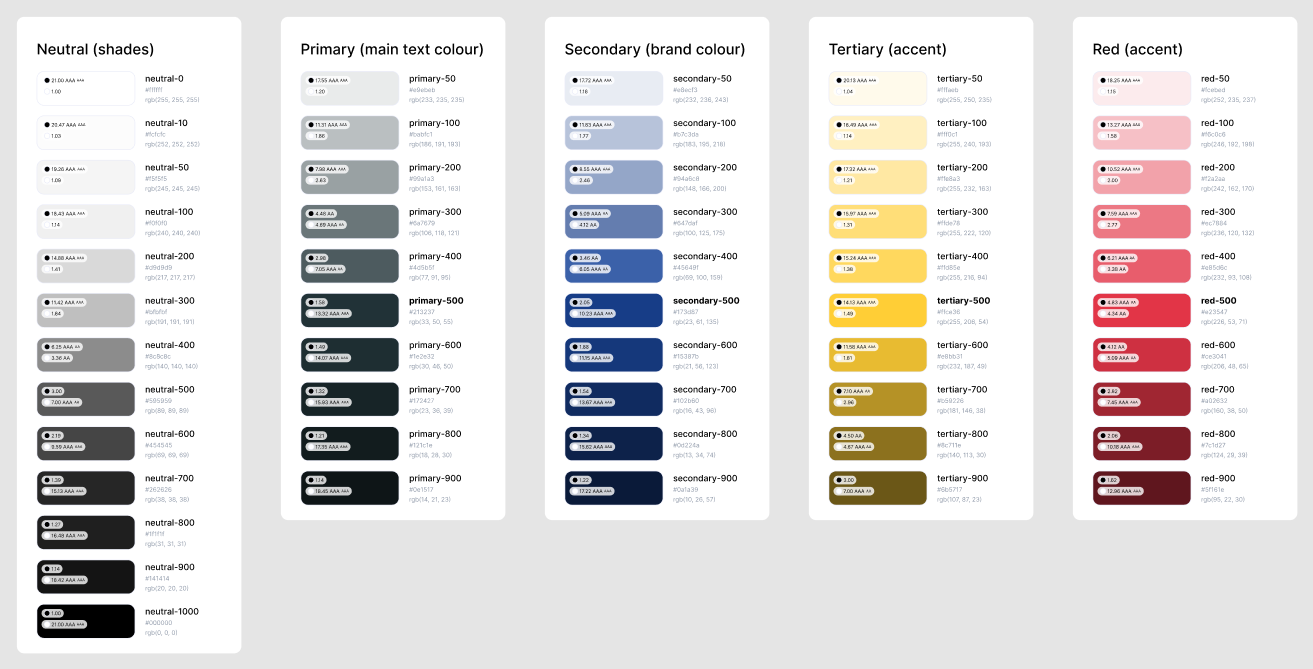 Neutral (shades)
21.00 AAA AAA
1.00
neutral-0
#ffffff
rgb(255, 255, 255)
20.47 AAA AAA
1.03
neutral-10
#fcfcfc
rgb(252, 252, 252)
19.26 AAA AAA
1.09
neutral-50
#f5f5f5
rgb(245, 245, 245)
18.43 AAA AAA
1.14
neutral-100
#f0f0f0
rgb(240, 240, 240)
14.88 AAA AAA
1.41
neutral-200
#d9d9d9
rgb(217, 217, 217)
11.42 AAA AAA
1.84
neutral-300
#bfbfbf
rgb(191, 191, 191)
6.25 AAA AA
3.36 AA
neutral-400
#8c8c8c
rgb(140, 140, 140)
3.00
7.00 AAA AA
neutral-500
#595959
rgb(89, 89, 89)
2.19
9.59 AAA AAA
neutral-600
#454545
rgb(69, 69, 69)
1.39
15.13 AAA AAA
neutral-700
#262626
rgb(38, 38, 38)
1.27
16.48 AAA AAA
neutral-800
#1f1f1f
rgb(31, 31, 31)
1.14
18.42 AAA AAA
neutral-900
#141414
rgb(20, 20, 20)
1.00
21.00 AAA AAA
neutral-1000
#000000
rgb(0, 0, 0)
Primary (main text colour)
17.55 AAA AAA
1.20
primary-50
#e9ebeb
rgb(233, 235, 235)
11.31 AAA AAA
1.86
primary-100
#babfc1
rgb(186, 191, 193)
7.98 AAA AAA
2.63
primary-200
#99a1a3
rgb(153, 161, 163)
4.48 AA
4.69 AAA AA
primary-300
#6a7679
rgb(106, 118, 121)
2.98
7.05 AAA AA
primary-400
#4d5b5f
rgb(77, 91, 95)
1.58
13.32 AAA AAA
primary-500
#213237
rgb(33, 50, 55)
1.49
14.07 AAA AAA
primary-600
#1e2e32
rgb(30, 46, 50)
1.32
15.93 AAA AAA
primary-700
#172427
rgb(23, 36, 39)
1.21
17.35 AAA AAA
primary-800
#121c1e
rgb(18, 28, 30)
1.14
18.45 AAA AAA
primary-900
#0e1517
rgb(14, 21, 23)
Secondary (brand colour)
17.72 AAA AAA
1.18
secondary-50
#e8ecf3
rgb(232, 236, 243)
11.83 AAA AAA
1.77
secondary-100
#b7c3da
rgb(183, 195, 218)
8.55 AAA AAA
2.46
secondary-200
#94a6c8
rgb(148, 166, 200)
5.09 AAA AA
4.12 AA
secondary-300
#647daf
rgb(100, 125, 175)
3.46 AA
6.05 AAA AA
secondary-400
#45649f
rgb(69, 100, 159)
2.05
10.23 AAA AAA
secondary-500
#173d87
rgb(23, 61, 135)
1.88
11.15 AAA AAA
secondary-600
#15387b
rgb(21, 56, 123)
1.54
13.67 AAA AAA
secondary-700
#102b60
rgb(16, 43, 96)
1.34
15.62 AAA AAA
secondary-800
#0d224a
rgb(13, 34, 74)
1.22
17.22 AAA AAA
secondary-900
#0a1a39
rgb(10, 26, 57)
Tertiary (accent)
20.13 AAA AAA
1.04
tertiary-50
#fffaeb
rgb(255, 250, 235)
18.49 AAA AAA
1.14
tertiary-100
#fff0c1
rgb(255, 240, 193)
17.32 AAA AAA
1.21
tertiary-200
#ffe8a3
rgb(255, 232, 163)
15.97 AAA AAA
1.31
tertiary-300
#ffde78
rgb(255, 222, 120)
15.24 AAA AAA
1.38
tertiary-400
#ffd85e
rgb(255, 216, 94)
14.13 AAA AAA
1.49
tertiary-500
#ffce36
rgb(255, 206, 54)
11.58 AAA AAA
1.81
tertiary-600
#e8bb31
rgb(232, 187, 49)
7.10 AAA AAA
2.96
tertiary-700
#b59226
rgb(181, 146, 38)
4.50 AA
4.67 AAA AA
tertiary-800
#8c711e
rgb(140, 113, 30)
3.00
7.00 AAA AA
tertiary-900
#6b5717
rgb(107, 87, 23)
Red (accent)
18.25 AAA AAA
1.15
red-50
#fcebed
rgb(252, 235, 237)
13.27 AAA AAA
1.58
red-100
#f6c0c6
rgb(246, 192, 198)
10.52 AAA AAA
2.00
red-200
#f2a2aa
rgb(242, 162, 170)
7.59 AAA AAA
2.77
red-300
#ec7884
rgb(236, 120, 132)
6.21 AAA AA
3.38 AA
red-400
#e85d6c
rgb(232, 93, 108)
4.83 AAA AA
4.34 AA
red-500
#e23547
rgb(226, 53, 71)
4.12 AA
5.09 AAA AA
red-600
#ce3041
rgb(206, 48, 65)
2.82
7.45 AAA AAA
red-700
#a02632
rgb(160, 38, 50)
2.06
10.18 AAA AAA
red-800
#7c1d27
rgb(124, 29, 39)
1.62
12.96 AAA AAA
red-900
#5f161e
rgb(95, 22, 30)